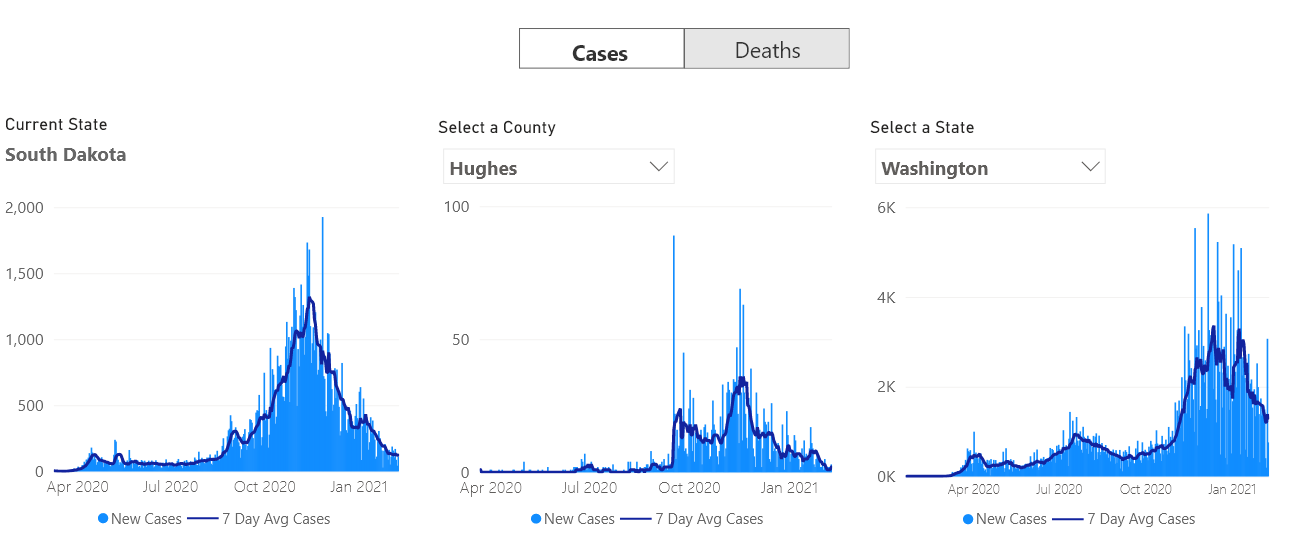 Cases Deaths
Current State
South Dakota
2,000
1,500
1,000
500
0
Apr 2020 Jul 2020 Oct 2020 Jan 2021
New Cases 7 Day Avg Cases
Select a County
Hughes
100
50
0
Apr 2020 Jul 2020 Oct 2020 Jan 2021
New Cases 7 Day Avg Cases
Select a State
Washington
6K
4K
2K
0K
Apr 2020 Jul 2020 Oct 2020 Jan 2021
New Cases 7 Day Avg Cases